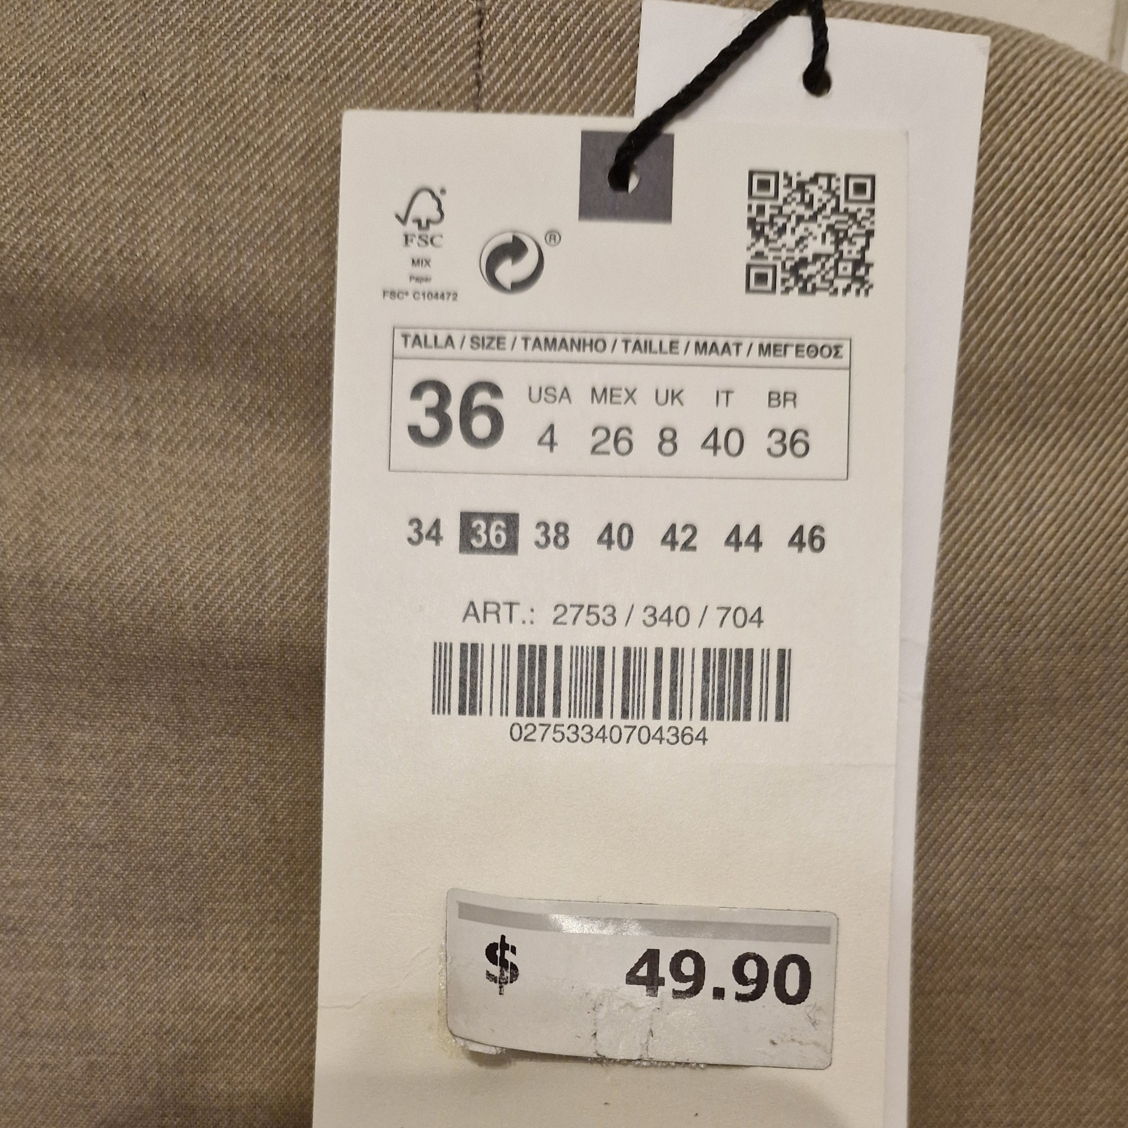 FSC
MIX
Paper
FSC® C104472
®
TALLA / SIZE / TAMANHO / TAILLE / MAAT / ΜΕΓΕΘΟΣ
36
USA MEX UK IT BR
4 26 8 40 36
34 36 38 40 42 44 46
ART.: 2753 / 340 / 704
02753340704364
$ 49.90